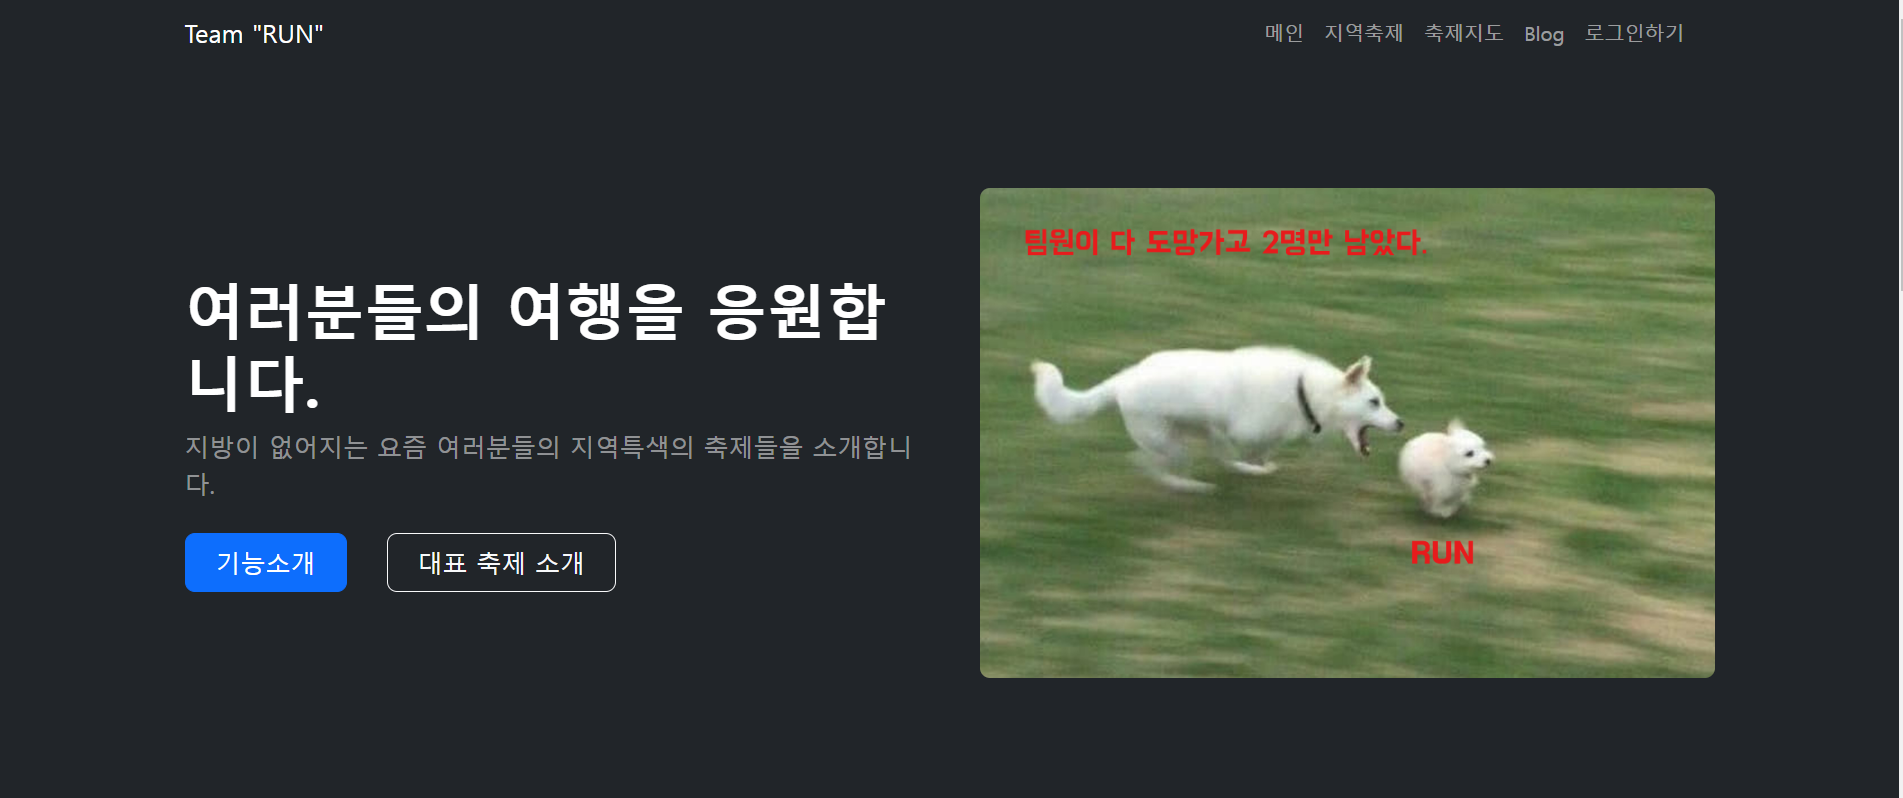 Team "RUN"
메인 지역축제 축제지도 Blog 로그인하기
여러분들의 여행을 응원합
니다.
지방이 없어지는 요즘 여러분들의 지역특색의 축제들을 소개합니
다.
기능소개 대표 축제 소개
팀원이 다 도망가고 2명만 남았다.
RUN